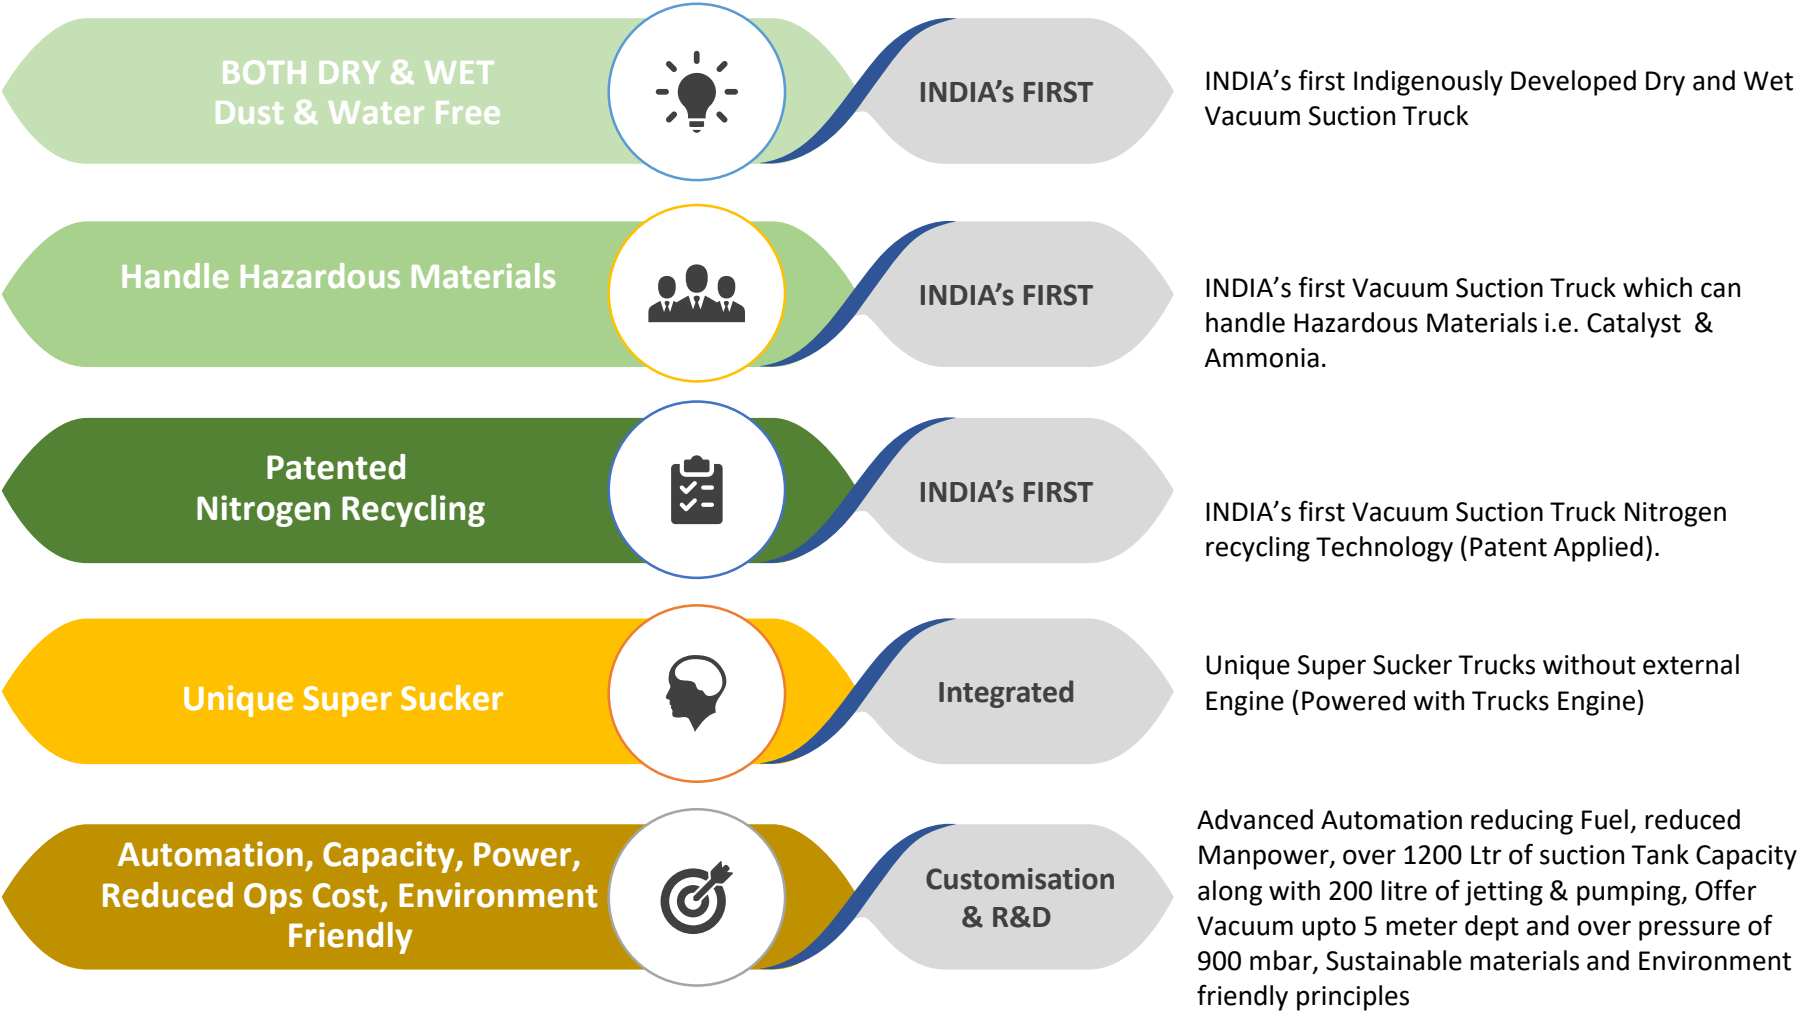 BOTH DRY & WET
Dust & Water Free
INDIA's FIRST
INDIA's first Indigenously Developed Dry and Wet
Vacuum Suction Truck
Handle Hazardous Materials
INDIA's FIRST
INDIA's first Vacuum Suction Truck which can
handle Hazardous Materials i.e. Catalyst  &
Ammonia.
Patented
Nitrogen Recycling
INDIA's FIRST
INDIA's first Vacuum Suction Truck Nitrogen
recycling Technology (Patent Applied).
Unique Super Sucker
Integrated
Unique Super Sucker Trucks without external
Engine (Powered with Trucks Engine)
Automation, Capacity, Power,
Reduced Ops Cost, Environment
Friendly
Customisation
& R&D
Advanced Automation reducing Fuel, reduced
Manpower, over 1200 Ltr of suction Tank Capacity
along with 200 litre of jetting & pumping, Offer
Vacuum upto 5 meter dept and over pressure of
900 mbar, Sustainable materials and Environment
friendly principles